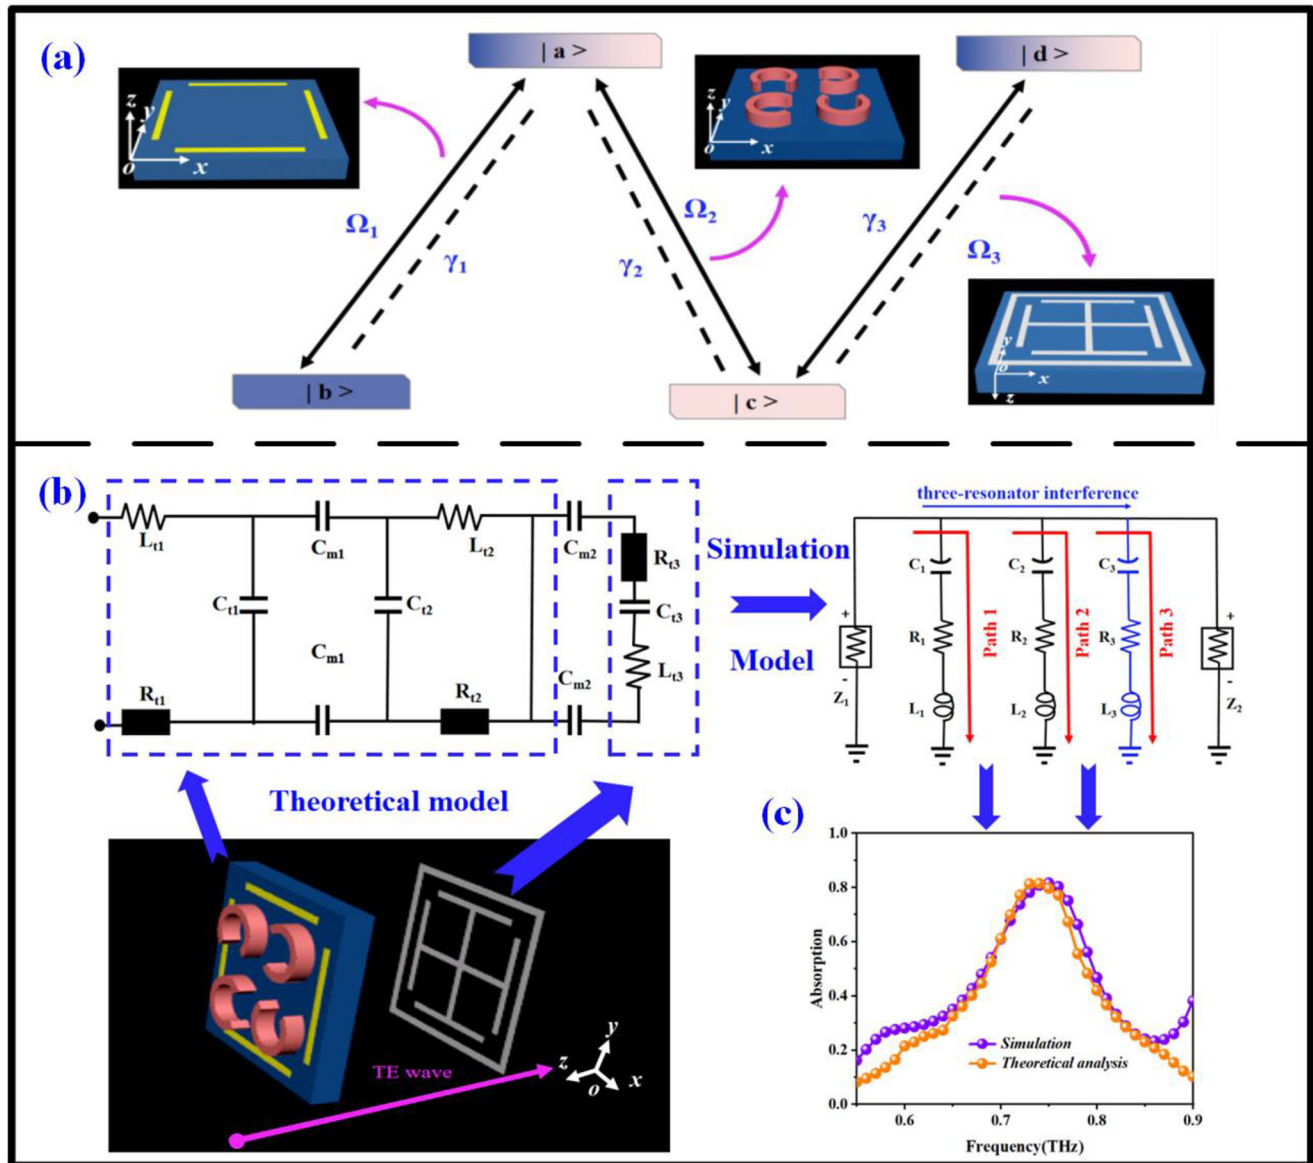 (a)
| a >
| d >
z
y
o
x
z
y
o
x
Ω₁
γ₁
Ω₂
γ₂
γ₃
Ω₃
y
o
x
z
| b >
| c >
(b)
Lt1
Cm1
Lt2
Cm2
Rt3
Ct1
Ct2
Ct3
Cm1
Lt3
Rt1
Rt2
Cm2
Simulation
Model
three-resonator interference
C₁
C₂
C₃
+
+
R₁
R₂
R₃
Path 1
Path 2
Path 3
-
-
Z₁
Z₂
L₁
L₂
L₃
Theoretical model
TE wave
y
z
o
x
(c)
1.0
0.8
0.6
0.4
0.2
0.0
Absorption
Simulation
Theoretical analysis
0.6
0.7
0.8
0.9
Frequency(THz)